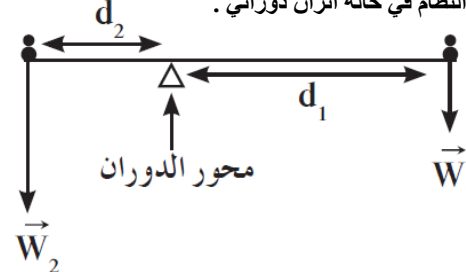 النظام في حالة اتزان دوراني .
d₂
d₁
محور الدوران
W
W₂